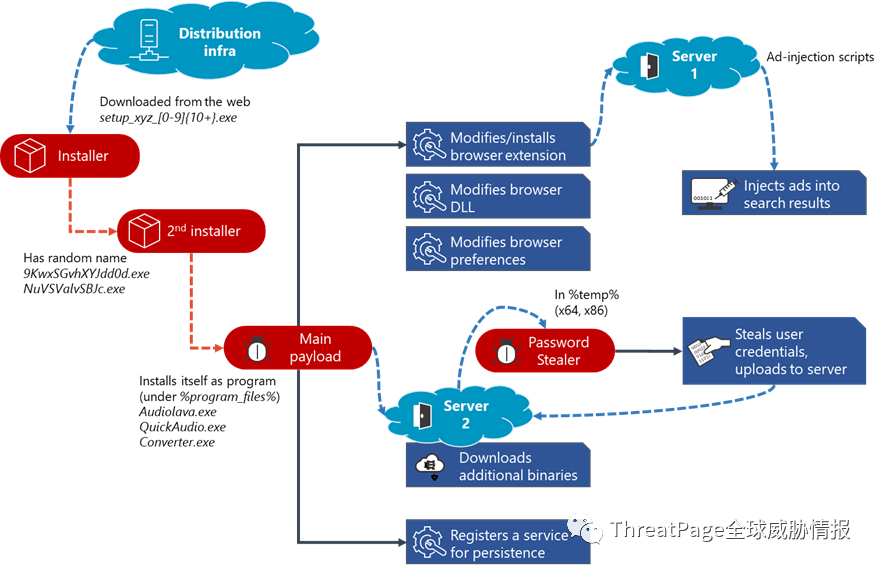 Distribution
infra
Downloaded from the web
setup_xyz_[0-9]{10+}.exe
Installer
2nd installer
Has random name
9KwxSGvhXYJdd0d.exe
NuVSValvSBJc.exe
Main
payload
Installs itself as program
(under %program_files%)
Audiolava.exe
QuickAudio.exe
Converter.exe
Modifies/installs
browser extension
Modifies browser
DLL
Modifies browser
preferences
Server
1
Ad-injection scripts
001011
Injects ads into
search results
In %temp%
(x64, x86)
Password
Stealer
Steals user
credentials,
uploads to server
Server
2
Downloads
additional binaries
Registers a service
for persistence
ThreatPage全球威胁情报